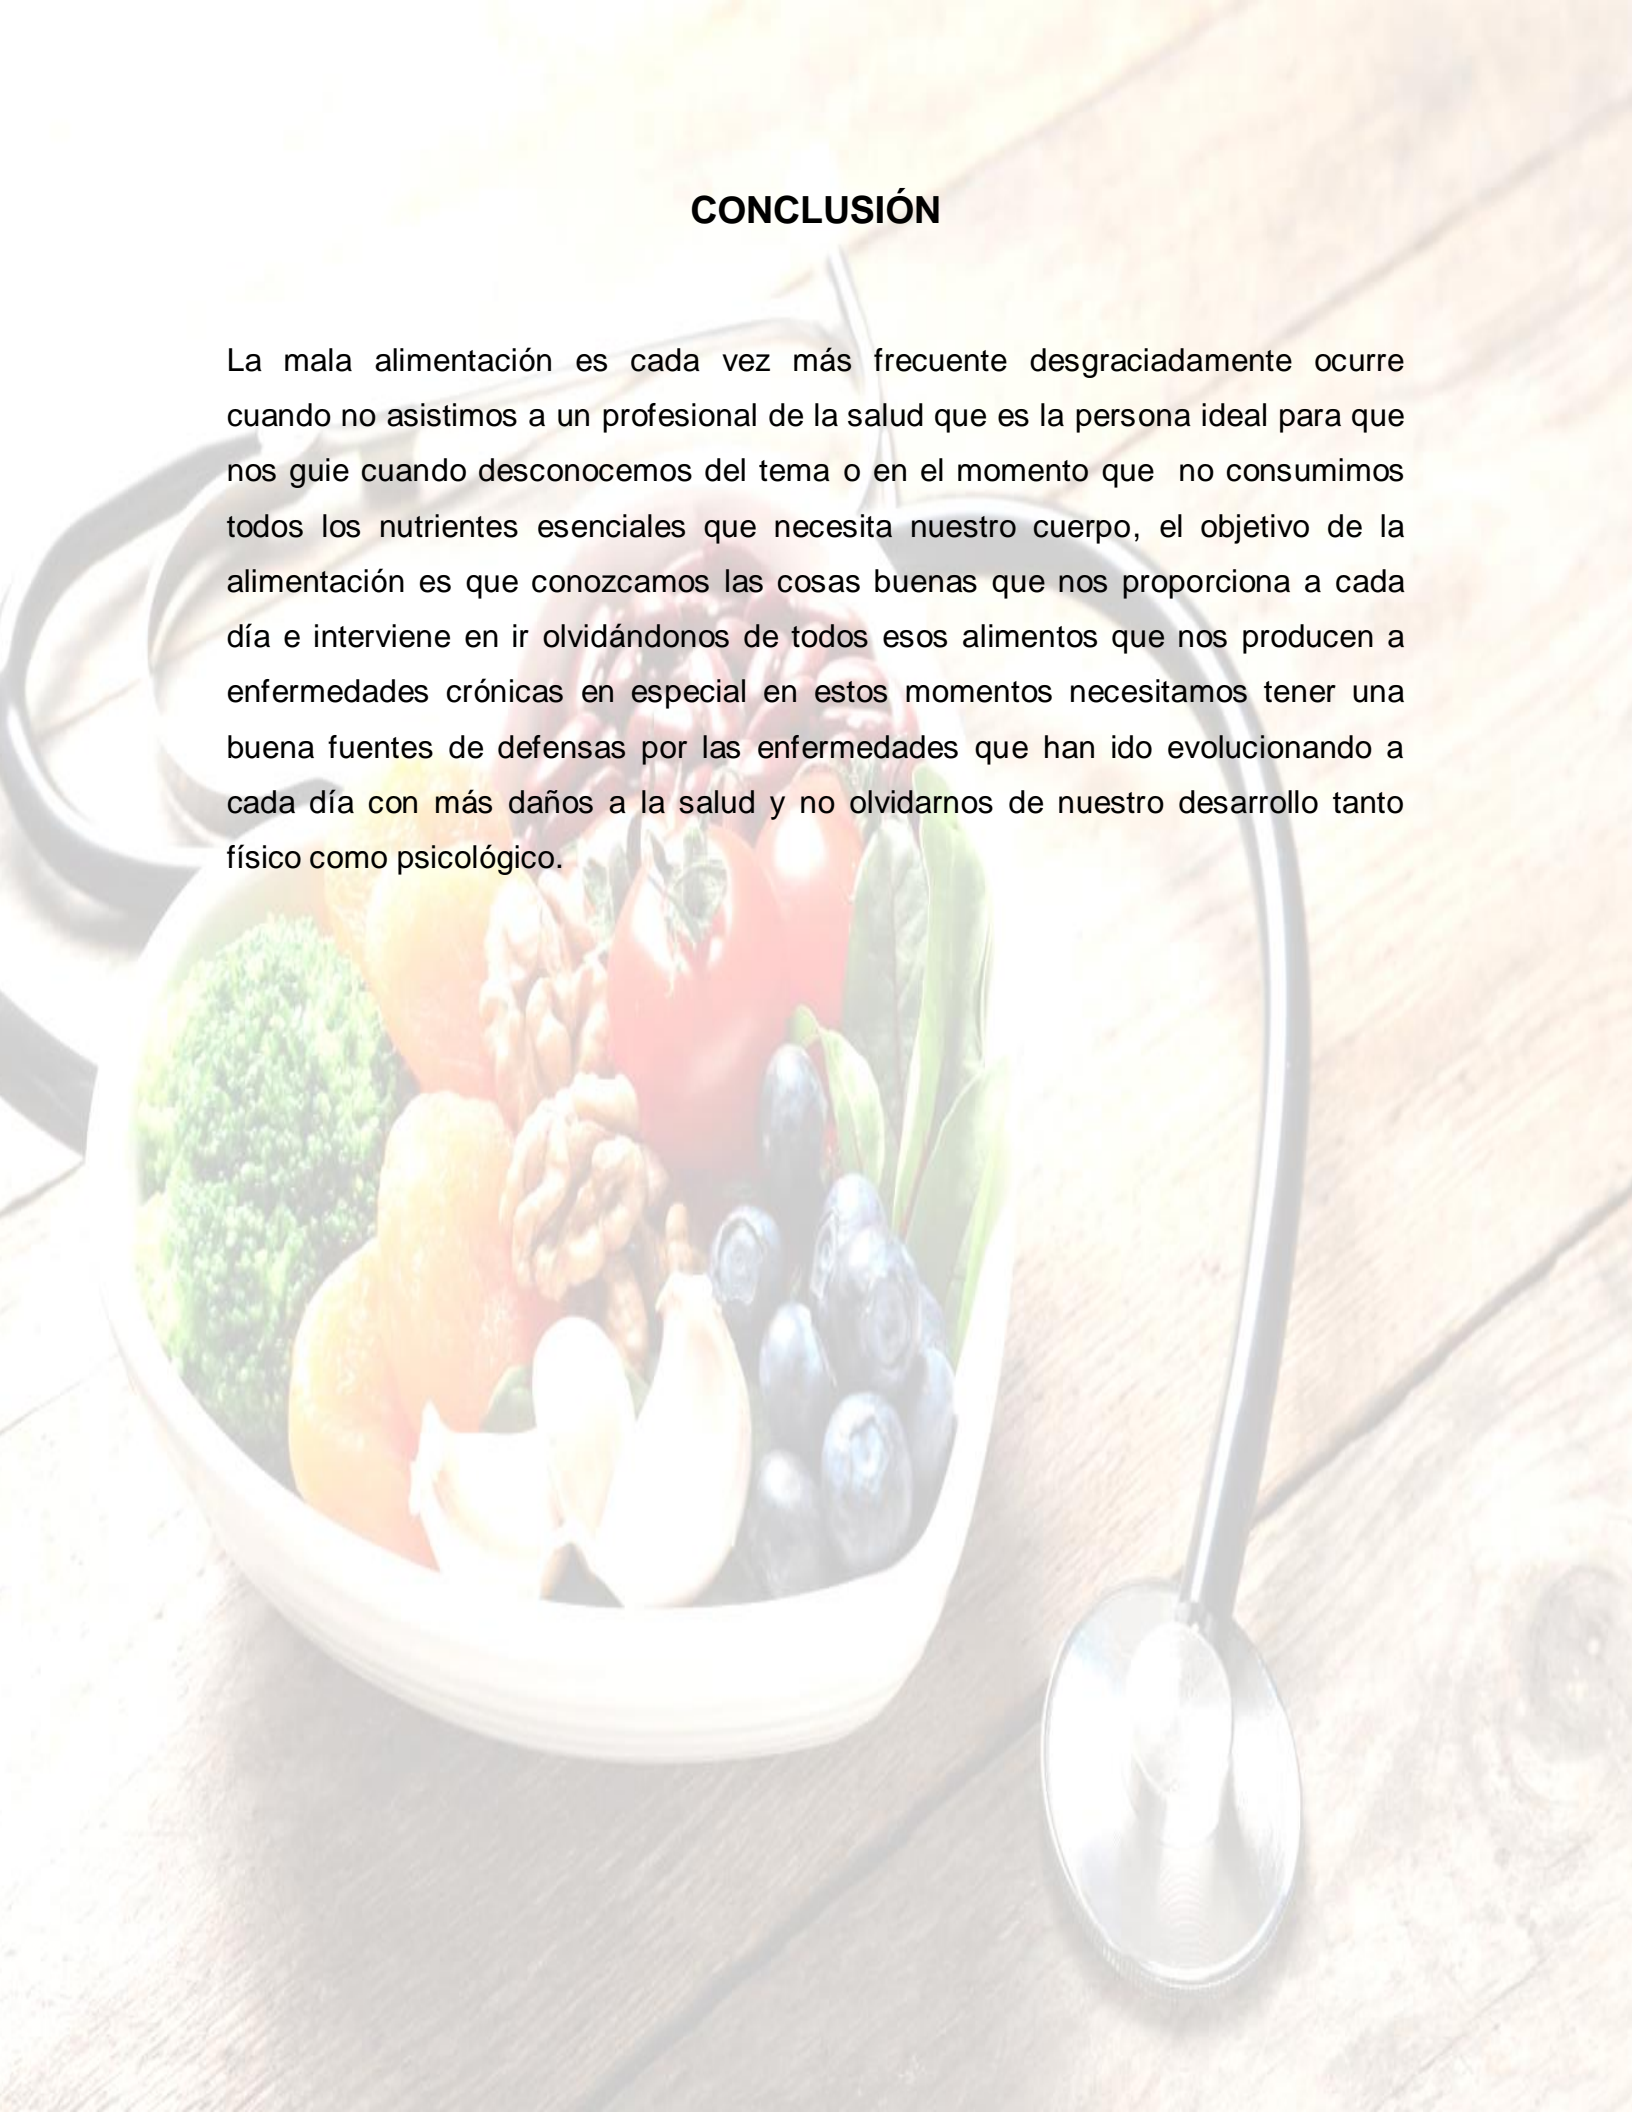 CONCLUSIÓN
La mala alimentación es cada vez más frecuente desgraciadamente ocurre
cuando no asistimos a un profesional de la salud que es la persona ideal para que
nos guie cuando desconocemos del tema o en el momento que  no consumimos
todos los nutrientes esenciales que necesita nuestro cuerpo, el objetivo de la
alimentación es que conozcamos las cosas buenas que nos proporciona a cada
día e interviene en ir olvidándonos de todos esos alimentos que nos producen a
enfermedades crónicas en especial en estos momentos necesitamos tener una
buena fuentes de defensas por las enfermedades que han ido evolucionando a
cada día con más daños a la salud y no olvidarnos de nuestro desarrollo tanto
físico como psicológico.